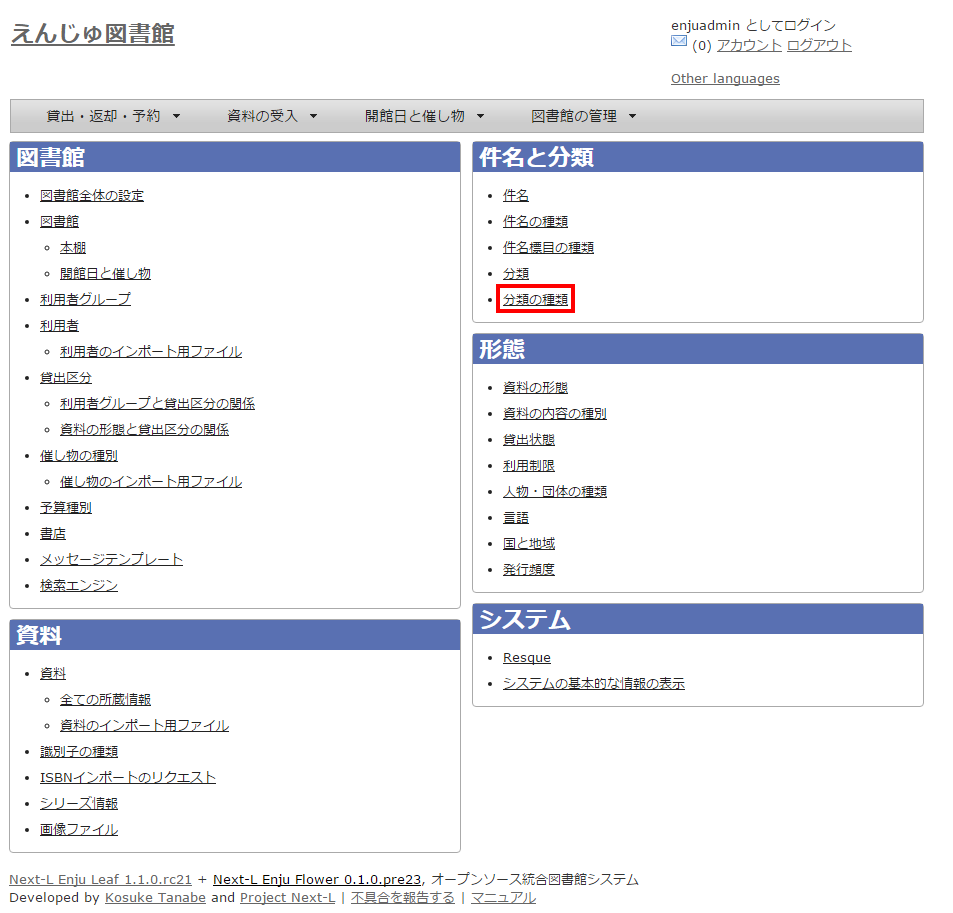 えんじゅ図書館
enjuadmin としてログイン
(0) アカウント ログアウト
Other languages
貸出・返却・予約 ▼ 資料の受入 ▼ 開館日と催し物 ▼ 図書館の管理 ▼
図書館
図書館全体の設定
図書館
本棚
開館日と催し物
利用者グループ
利用者
利用者のインポート用ファイル
貸出区分
利用者グループと貸出区分の関係
資料の形態と貸出区分の関係
催し物の種別
催し物のインポート用ファイル
予算種別
書店
メッセージテンプレート
検索エンジン
資料
資料
全ての所蔵情報
資料のインポート用ファイル
識別子の種類
ISBNインポートのリクエスト
シリーズ情報
画像ファイル
件名と分類
件名
件名の種類
件名標目の種類
分類
分類の種類
形態
資料の形態
資料の内容の種別
貸出状態
利用制限
人物・団体の種類
言語
国と地域
発行頻度
システム
Resque
システムの基本的な情報の表示
Next-L Enju Leaf 1.1.0.rc21 + Next-L Enju Flower 0.1.0.pre23, オープンソース統合図書館システム
Developed by Kosuke Tanabe and Project Next-L | 不具合を報告する | マニュアル